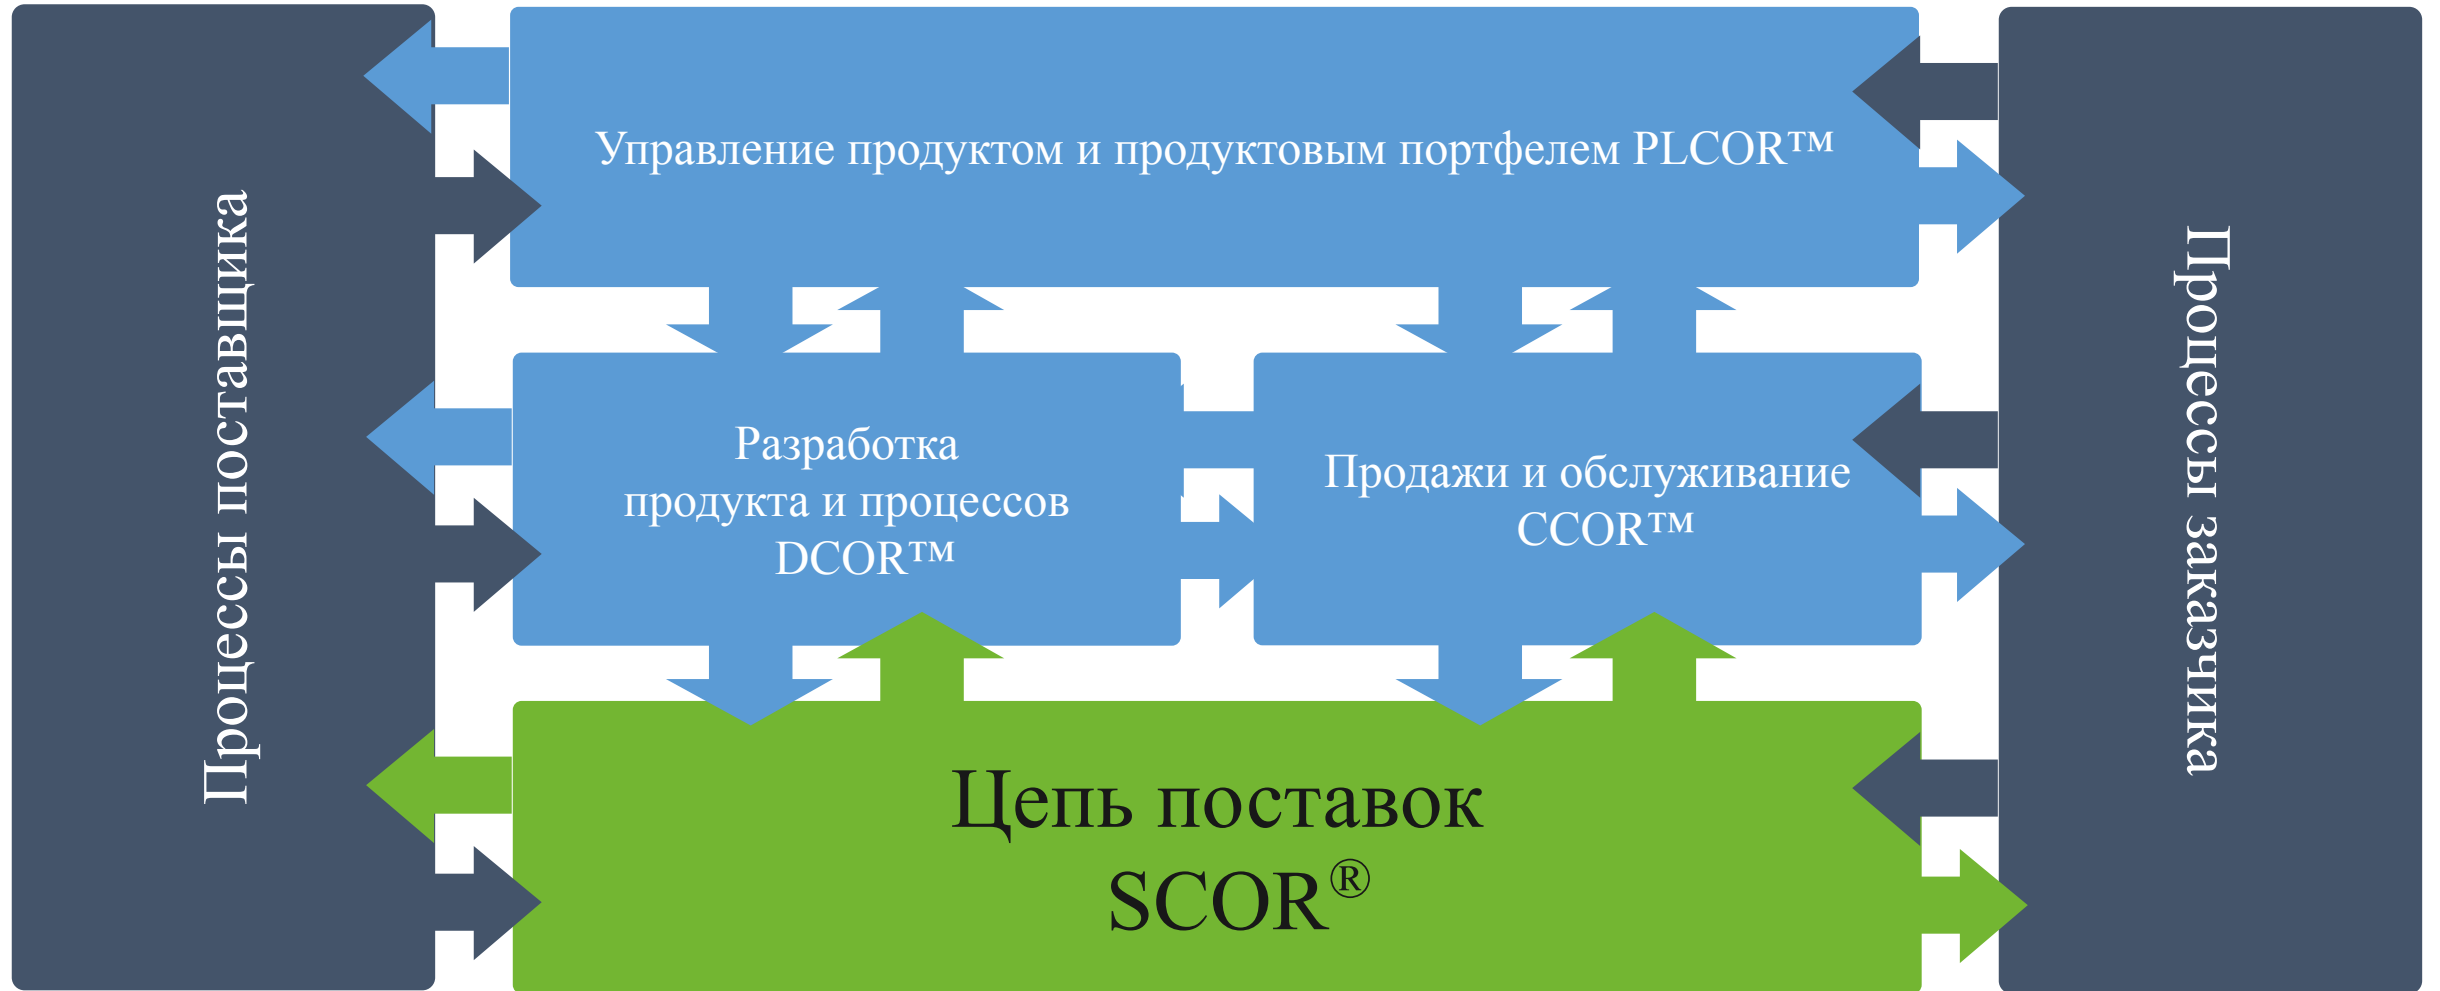 Процессы поставщика
Управление продуктом и продуктовым портфелем PLCOR™
Разработка
продукта и процессов
DCOR™
Продажи и обслуживание
CCOR™
Цепь поставок
SCOR®
Процессы заказчика